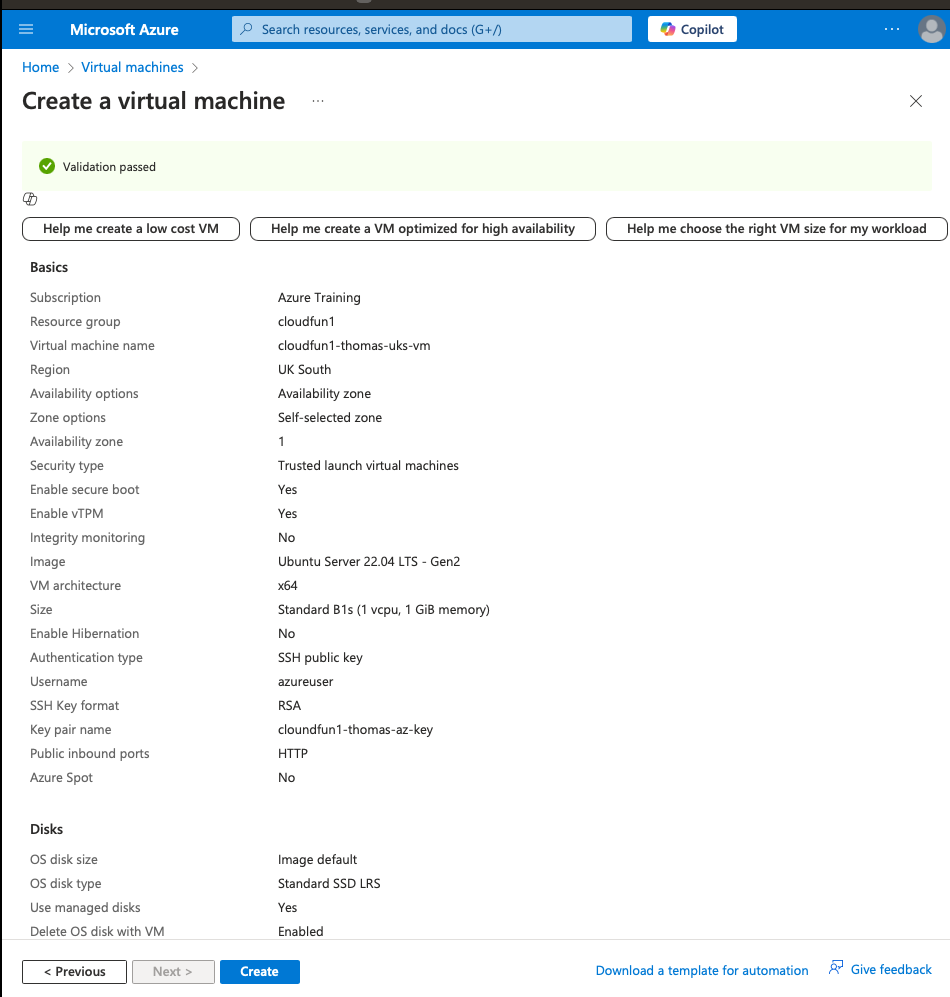 Microsoft Azure
Search resources, services, and docs (G+/)
Copilot
...
Home > Virtual machines >
Create a virtual machine ...
Validation passed
Help me create a low cost VM
Help me create a VM optimized for high availability
Help me choose the right VM size for my workload
Basics
Subscription Azure Training
Resource group cloudfun1
Virtual machine name cloudfun1-thomas-uks-vm
Region UK South
Availability options Availability zone
Zone options Self-selected zone
Availability zone 1
Security type Trusted launch virtual machines
Enable secure boot Yes
Enable vTPM Yes
Integrity monitoring No
Image Ubuntu Server 22.04 LTS - Gen2
VM architecture x64
Size Standard B1s (1 vcpu, 1 GiB memory)
Enable Hibernation No
Authentication type SSH public key
Username azureuser
SSH Key format RSA
Key pair name cloundfun1-thomas-az-key
Public inbound ports HTTP
Azure Spot No
Disks
OS disk size Image default
OS disk type Standard SSD LRS
Use managed disks Yes
Delete OS disk with VM Enabled
< Previous
Next >
Create
Download a template for automation
Give feedback